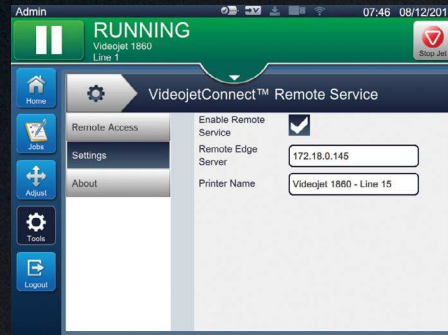 Admin
07:46 08/12/201
RUNNING
Videojet 1860
Line 1
Stop Jet
Home
VideojetConnect™ Remote Service
Jobs
Remote Access
Enable Remote
Service
Settings
Remote Edge
Server
172.18.0.145
About
Printer Name
Videojet 1860 - Line 15
Adjust
Tools
Logout